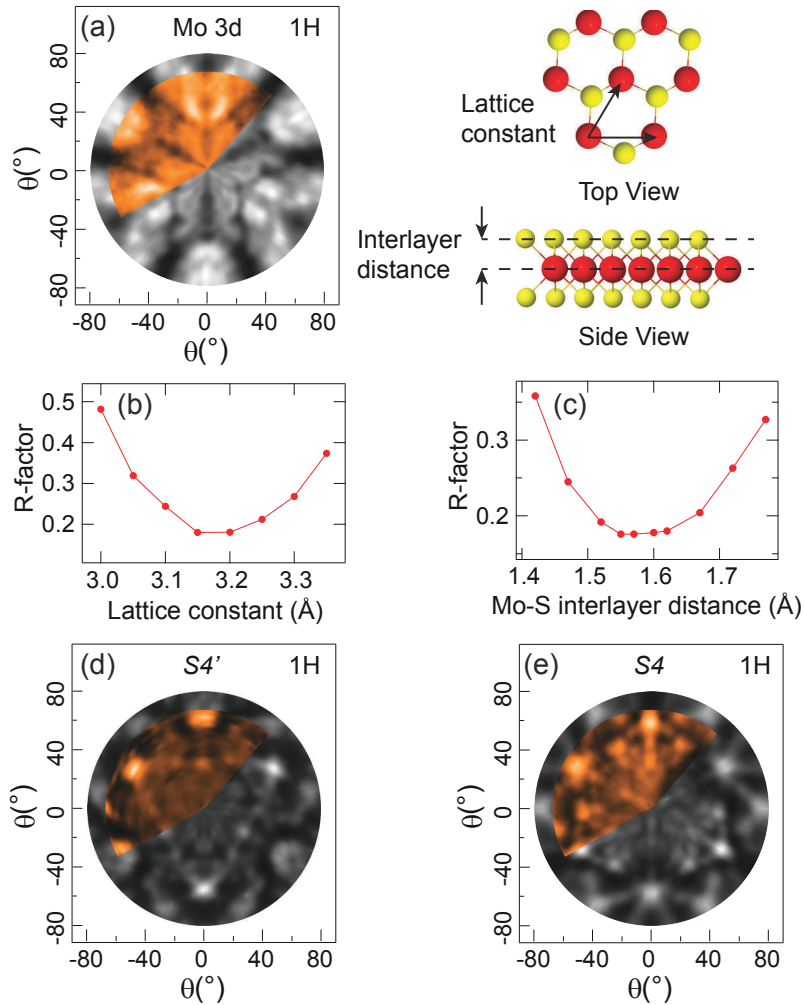 (a) Mo 3d 1H
80
40
0
-40
-80
θ(°)
-80 -40 0 40 80
θ(°)
Lattice
constant
Top View
Interlayer
distance
Side View
(b)
0.5
0.4
0.3
0.2
R-factor
3.0 3.1 3.2 3.3
Lattice constant (Å)
(c)
0.3
0.2
R-factor
1.4 1.5 1.6 1.7
Mo-S interlayer distance (Å)
(d) S4' 1H
80
40
0
-40
-80
θ(°)
-80 -40 0 40 80
θ(°)
(e) S4 1H
80
40
0
-40
-80
θ(°)
-80 -40 0 40 80
θ(°)